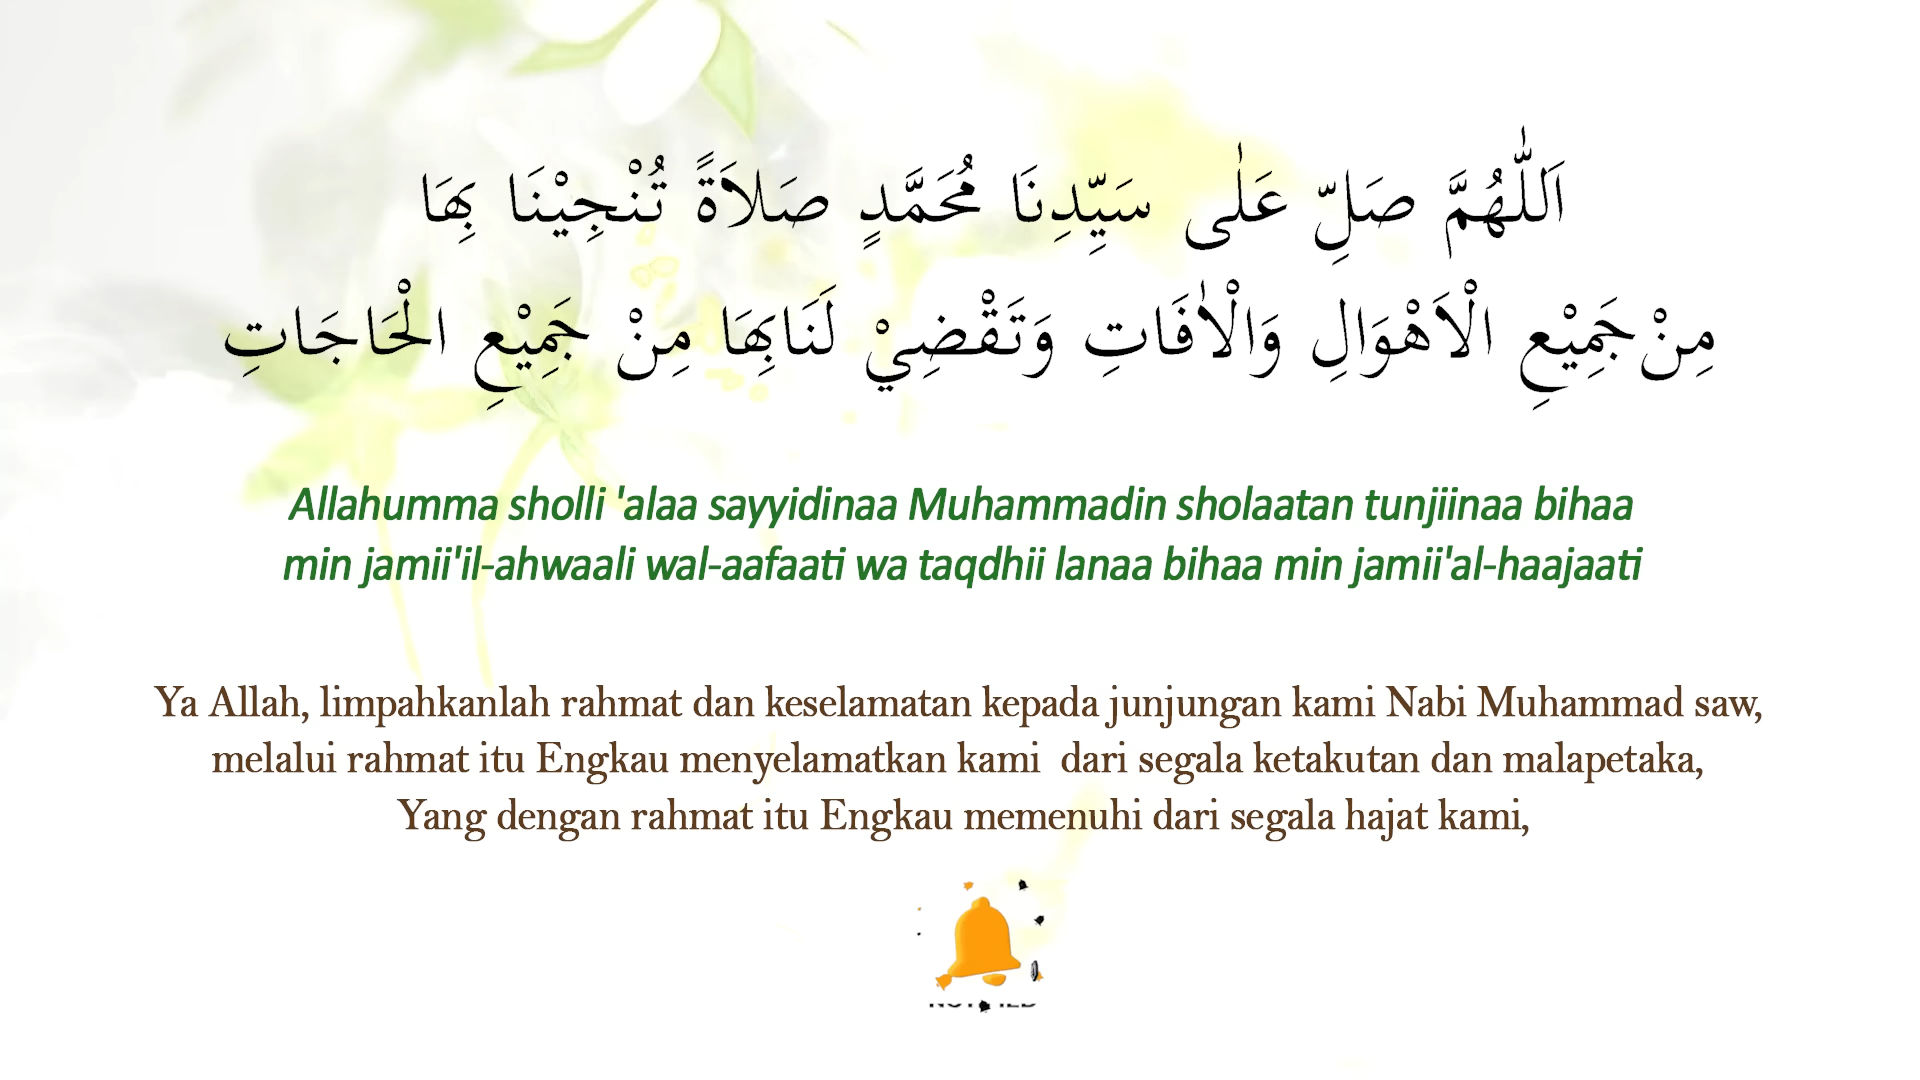 اَللّٰهُمَّ صَلِّ عَلٰى سَيِّدِنَا مُحَمَّدٍ صَلَاَةً تُنْجِيْنَا بِهَا
مِنْ جَمِيْعِ الْاَهْوَالِ وَالْاٰفَاتِ وَتَقْضِيْ لَنَابِهَا مِنْ جَمِيْعِ الْحَاجَاتِ
Allahumma sholli 'alaa sayyidinaa Muhammadin sholaatan tunjiinaa bihaa
min jamii'il-ahwaali wal-aafaati wa taqdhii lanaa bihaa min jamii'al-haajaati
Ya Allah, limpahkanlah rahmat dan keselamatan kepada junjungan kami Nabi Muhammad saw,
melalui rahmat itu Engkau menyelamatkan kami dari segala ketakutan dan malapetaka,
Yang dengan rahmat itu Engkau memenuhi dari segala hajat kami,